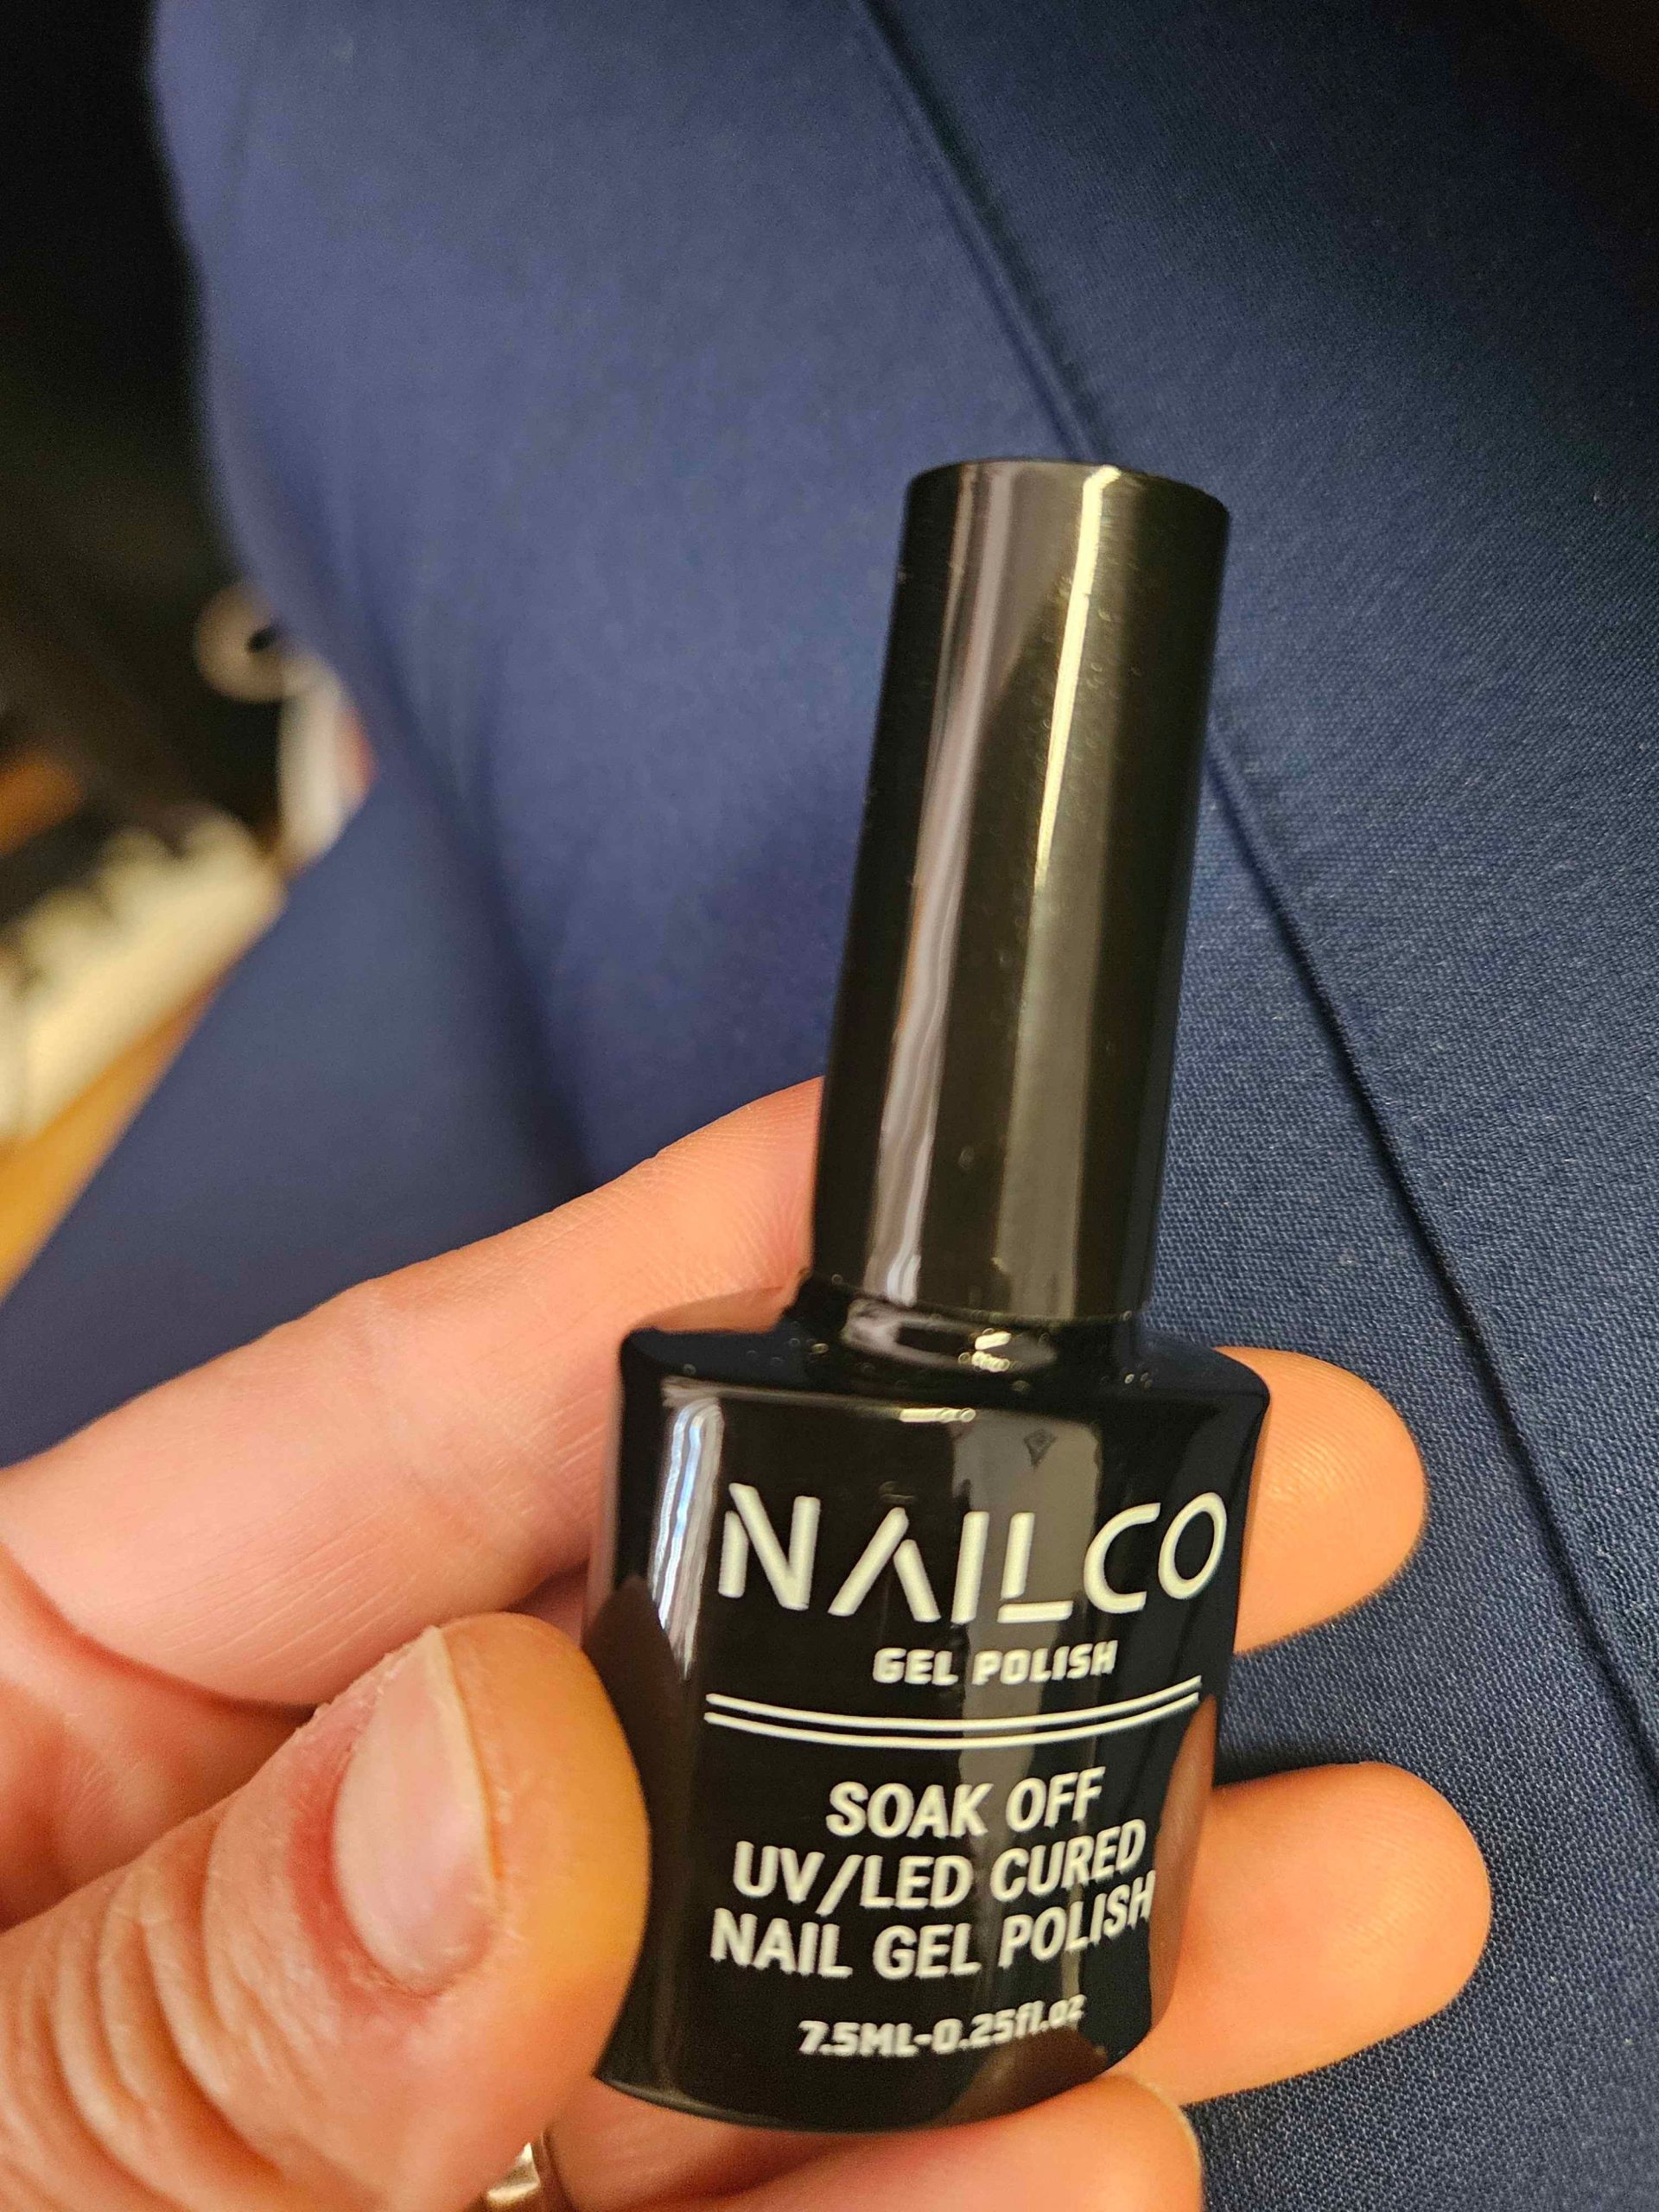 NAILCO
GEL POLISH
SOAK OFF
UV/LED CURED
NAIL GEL POLISH
7.5ML-0.25fl.oz